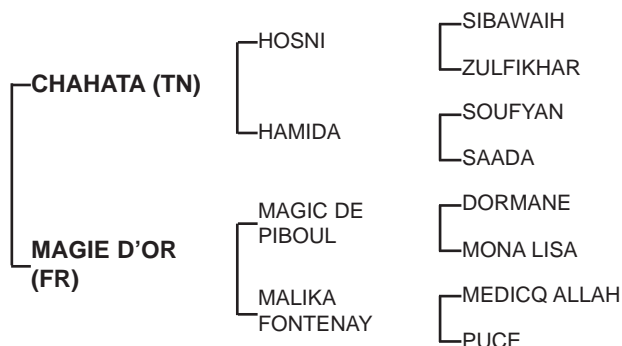 SIBAWAIH
HOSNI
ZULFIKHAR
CHAHATA (TN)
SOUFYAN
HAMIDA
SAADA
DORMANE
MAGIC DE
PIBOUL
MONA LISA
MAGIE D'OR
(FR)
MEDICQ ALLAH
MALIKA
FONTENAY
PUCE